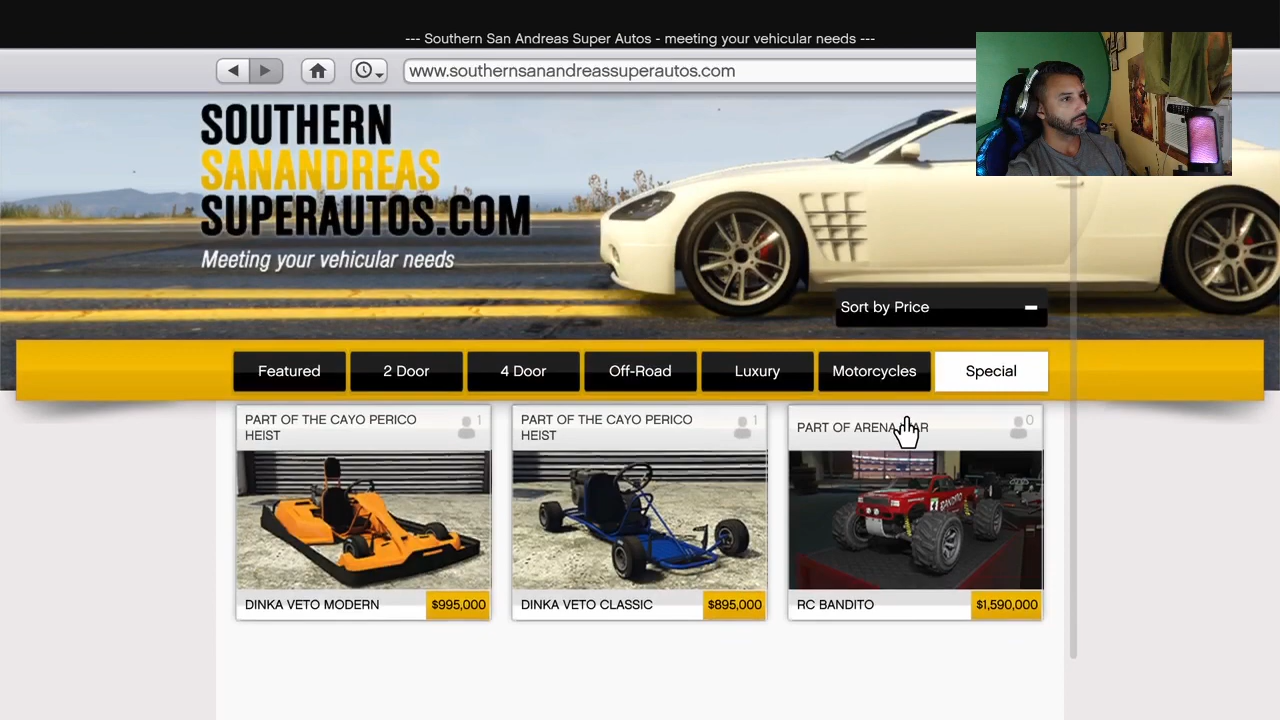 --- Southern San Andreas Super Autos - meeting your vehicular needs ---
www.southernsanandreassuperautos.com
SOUTHERN
SANANDREAS
SUPERAUTOS.COM
Meeting your vehicular needs
Sort by Price
Featured
2 Door
4 Door
Off-Road
Luxury
Motorcycles
Special
PART OF THE CAYO PERICO
HEIST
1
PART OF THE CAYO PERICO
HEIST
1
PART OF ARENA WAR
0
BANDITO
DINKA VETO MODERN
$995,000
DINKA VETO CLASSIC
$895,000
RC BANDITO
$1,590,000